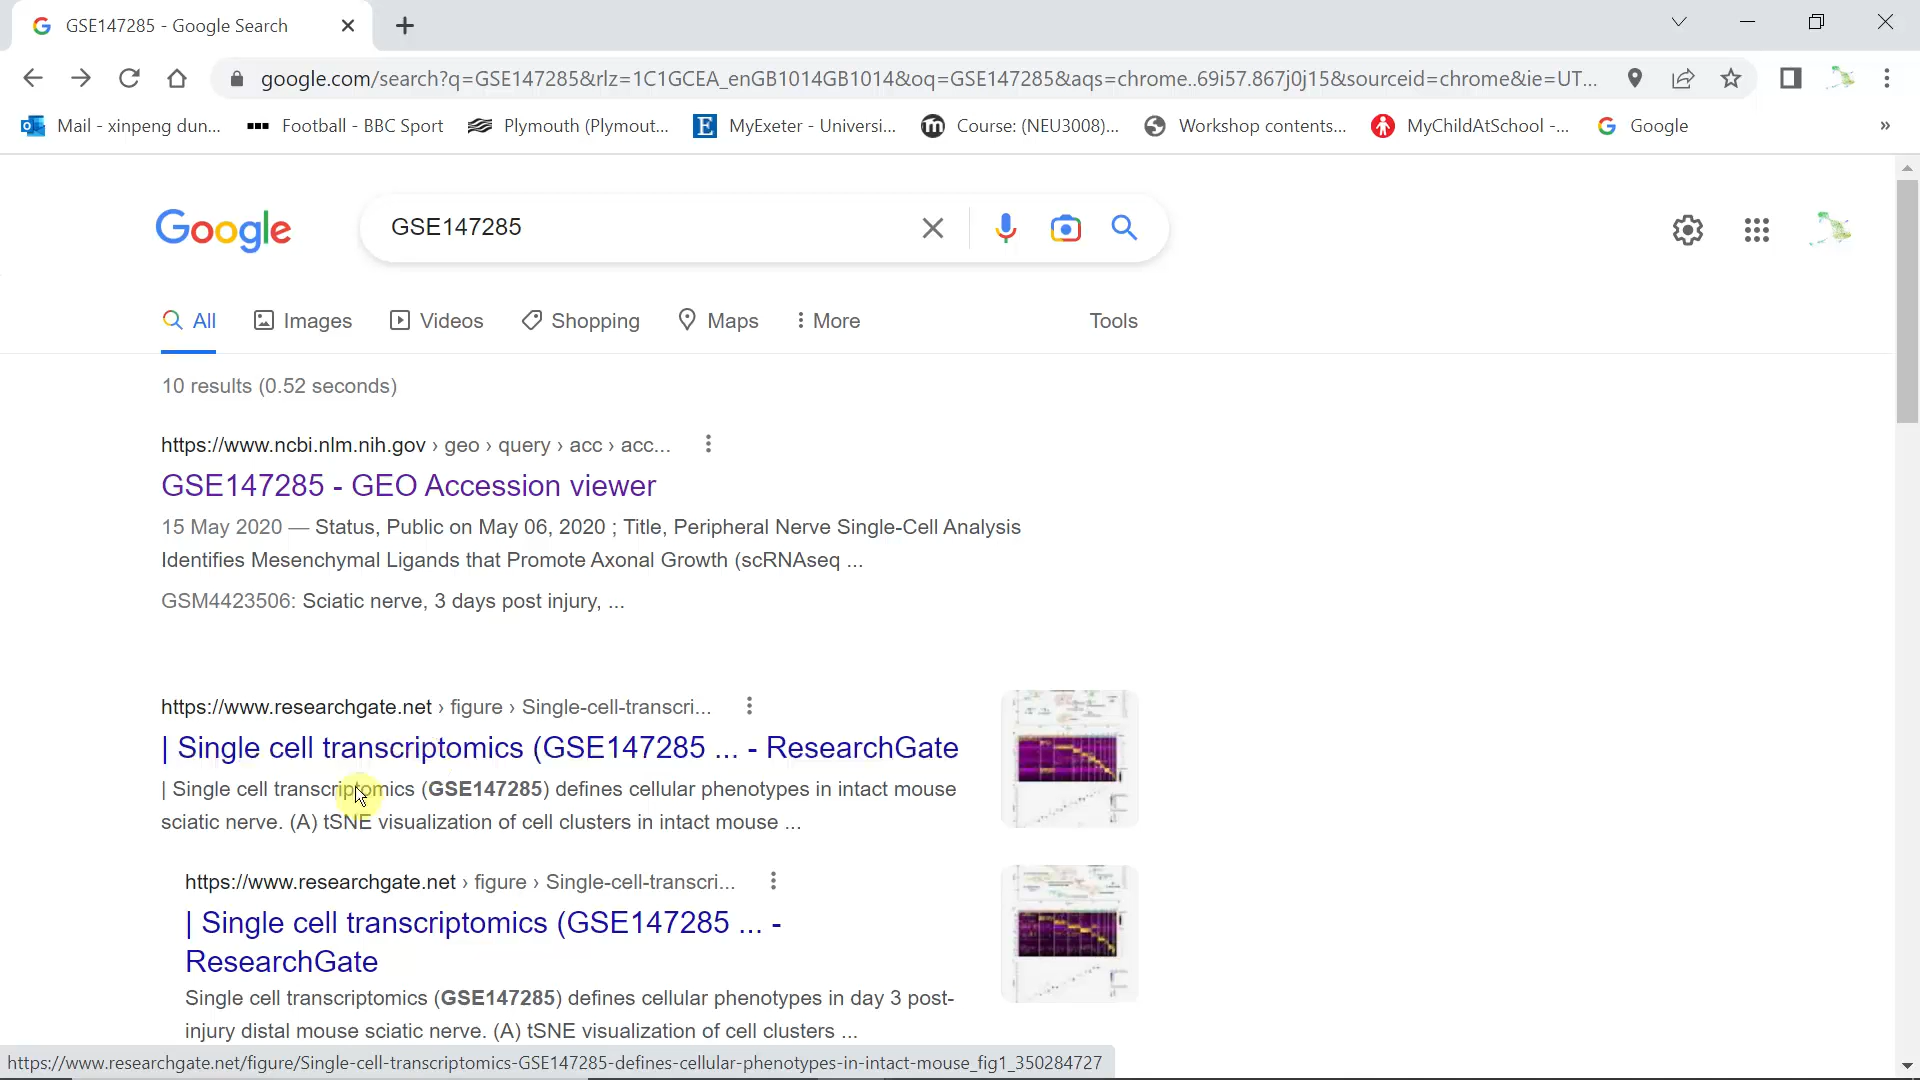 GSE147285 - Google Search
google.com/search?q=GSE147285&rlz=1C1GCEA_enGB1014GB1014&oq=GSE147285&aqs=chrome..69i57.867j0j15&sourceid=chrome&ie=UT...
Mail - xinpeng dun... Football - BBC Sport Plymouth (Plymout... MyExeter - Universi... Course: (NEU3008)... Workshop contents... MyChildAtSchool -... Google »
Google GSE147285
All Images Videos Shopping Maps More Tools
10 results (0.52 seconds)
https://www.ncbi.nlm.nih.gov › geo › query › acc › acc...
GSE147285 - GEO Accession viewer
15 May 2020 — Status, Public on May 06, 2020 ; Title, Peripheral Nerve Single-Cell Analysis
Identifies Mesenchymal Ligands that Promote Axonal Growth (scRNAseq ...
GSM4423506: Sciatic nerve, 3 days post injury, ...
https://www.researchgate.net › figure › Single-cell-transcri...
| Single cell transcriptomics (GSE147285 ... - ResearchGate
| Single cell transcriptomics (GSE147285) defines cellular phenotypes in intact mouse
sciatic nerve. (A) tSNE visualization of cell clusters in intact mouse ...
https://www.researchgate.net › figure › Single-cell-transcri...
| Single cell transcriptomics (GSE147285 ... -
ResearchGate
Single cell transcriptomics (GSE147285) defines cellular phenotypes in day 3 post-
injury distal mouse sciatic nerve. (A) tSNE visualization of cell clusters ...
https://www.researchgate.net/figure/Single-cell-transcriptomics-GSE147285-defines-cellular-phenotypes-in-intact-mouse_fig1_350284727